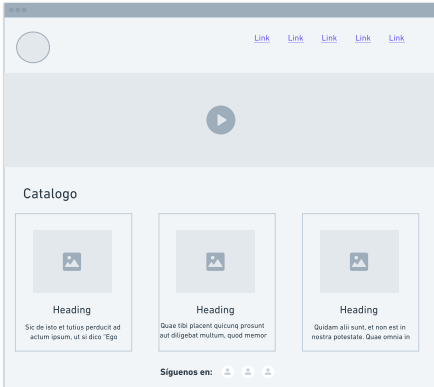 Link Link Link Link Link
Catalogo
Heading
Sic de isto et tutius perducit ad
actum ipsum, ut si dico "Ego
Heading
Quae tibi placent quicunq prosunt
aut diligebat multum, quod memor
Heading
Quidam alii sunt, et non est in
nostra potestate. Quae omnia in
Síguenos en: